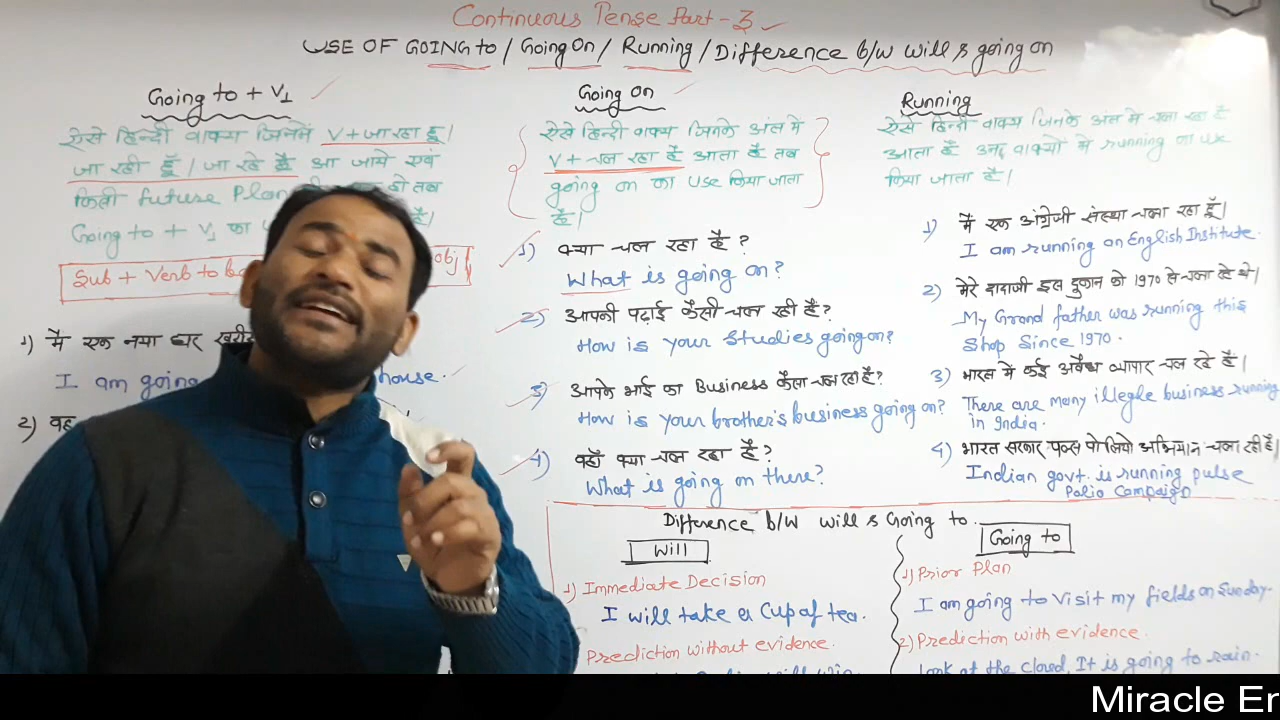 Continuous Tense Part - 3
USE OF GOING to / Going On / Running / Difference b/w will & going on
Going to + V1
ऐसे हिन्दी वाक्य जिनमें V + जा रहा हूँ।
जा रही हूँ / जा रहे है आ जाये एवं
किसी future Plan हो तब
Going to + V1 का है।
Sub + Verb to be obj
1) मैं एक नया घर
I am going house.
2) वह
Going on
ऐसे हिन्दी वाक्य जिनके अंत में
V + चल रहा है आता है तब
going on का use किया जाता
है।
1) क्या चल रहा है ?
What is going on?
2) आपकी पढ़ाई कैसी चल रही है?
How is your studies going on?
3) आपके भाई का Business कैसा चल रहा है?
How is your brother's business going on?
4) वहाँ क्या चल रहा है?
What is going on there?
Running
ऐसे हिन्दी वाक्य जिनके अंत में चला रहा है
आता है उन वाक्यों में running का use
किया जाता है।
1) मैं एक अंग्रेजी संस्था चला रहा हूँ।
I am running an English Institute.
2) मेरे दादाजी इस दुकान को 1970 से चला रहे थे।
My Grand father was running this
Shop Since 1970.
3) भारत में कई अवैध व्यापार चल रहे है।
There are many illegle business running
in India.
4) भारत सरकार पल्स पोलियो अभियान चला रही है।
Indian govt. is running pulse
Polio Campaign
Difference b/w will & Going to.
Will
1) Immediate Decision
I will take a Cup of tea.
Prediction without evidence.
will win
Going to
1) Prior Plan
I am going to visit my fields on Sunday.
2) Prediction with evidence.
Look at the cloud, It is going to rain.
Miracle Er